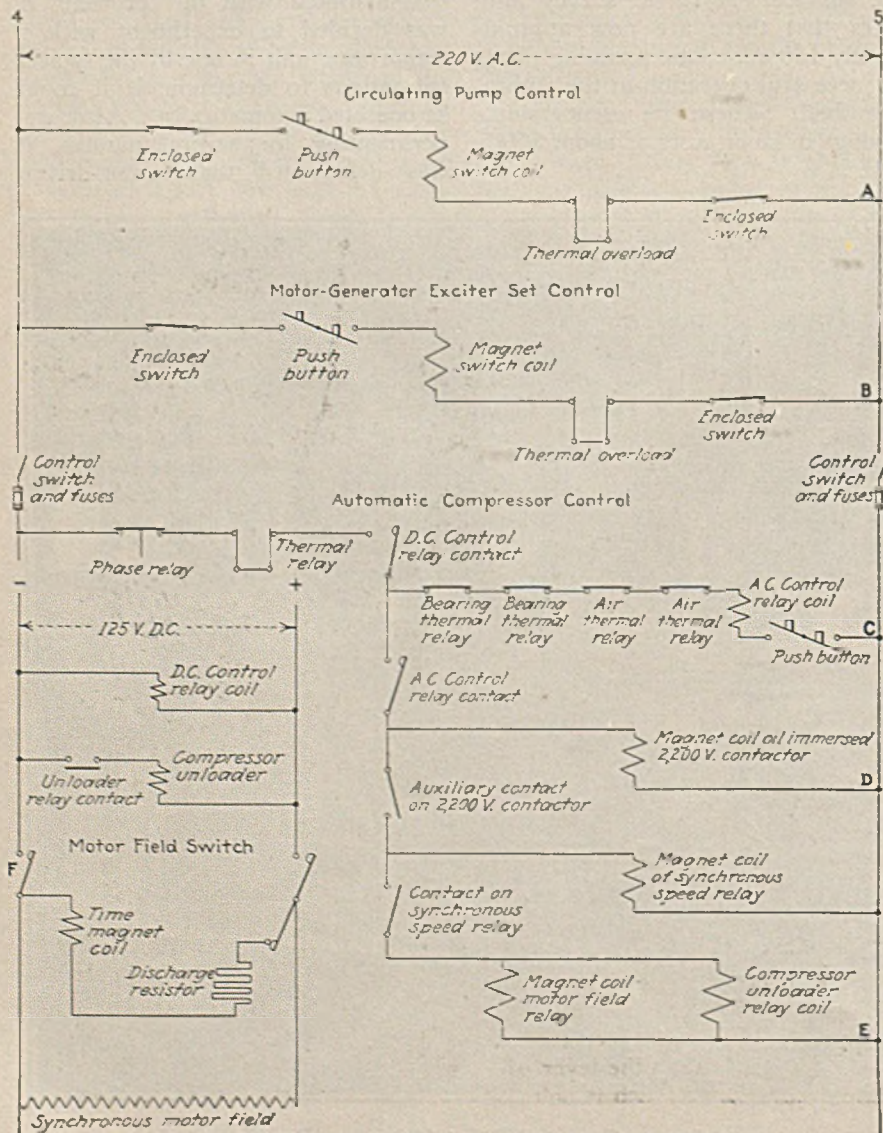 4
5
220 V. A.C.
Circulating Pump Control
Enclosed
switch
Push
button
Magnet
switch coil
A
Enclosed
switch
Thermal overload
Motor-Generator Exciter Set Control
Enclosed
switch
Push
button
Magnet
switch coil
B
Enclosed
switch
Thermal overload
Control
switch
and fuses
Control
switch
and fuses
Automatic Compressor Control
Phase relay
Thermal
relay
D.C. Control
relay contact
-
+
Bearing
thermal
relay
Bearing
thermal
relay
Air
thermal
relay
Air
thermal
relay
A C Control
relay coil
C
Push button
125 V. D.C.
D.C. Control
relay coil
A C Control
relay contact
Unloader
relay contact
Compressor
unloader
Magnet coil oil immersed
2,200 V. contactor
D
Auxiliary contact
on 2,200 V. contactor
Motor Field Switch
F
Time
magnet
coil
Discharge
resistor
Contact on
synchronous
speed relay
Magnet coil
of synchronous
speed relay
Magnet coil
motor field
relay
Compressor
unloader
relay coil
E
Synchronous motor field